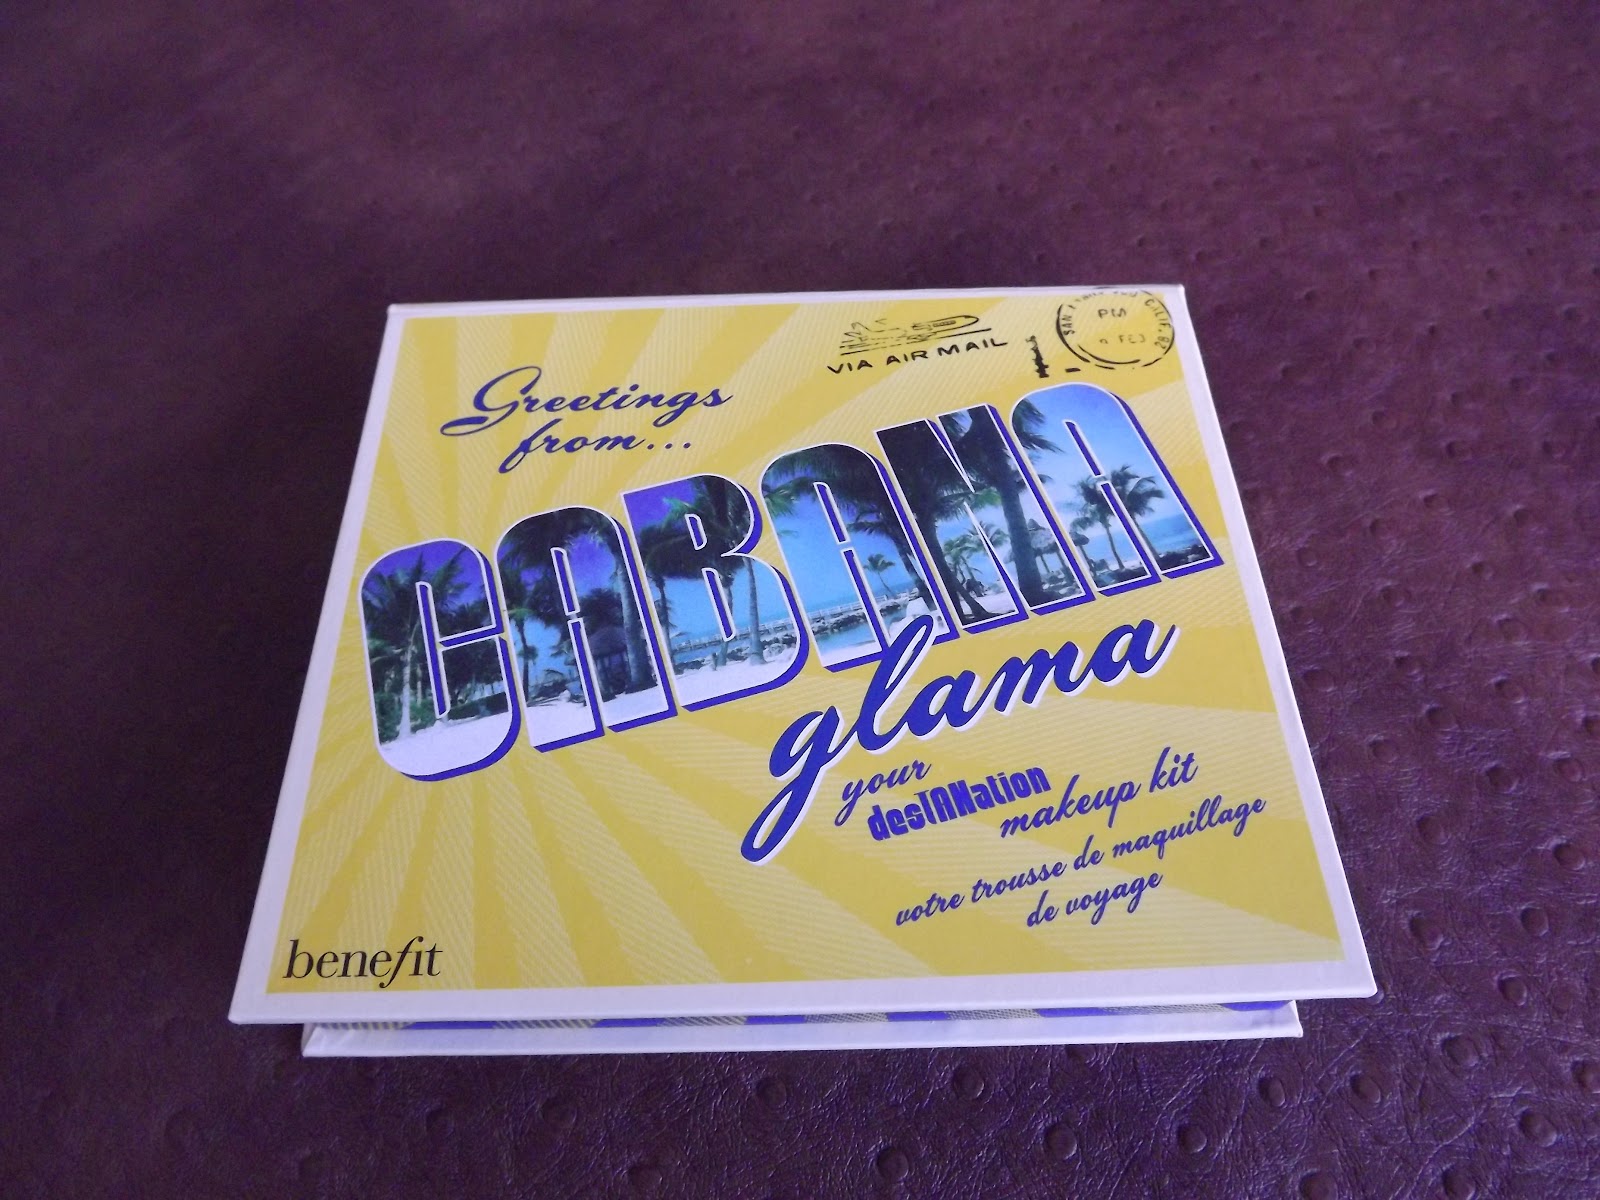 Greetings
from...
VIA AIR MAIL
SAN
PM
CABANA
glama
your
desTANation
makeup kit
votre trousse de maquillage
de voyage
benefit